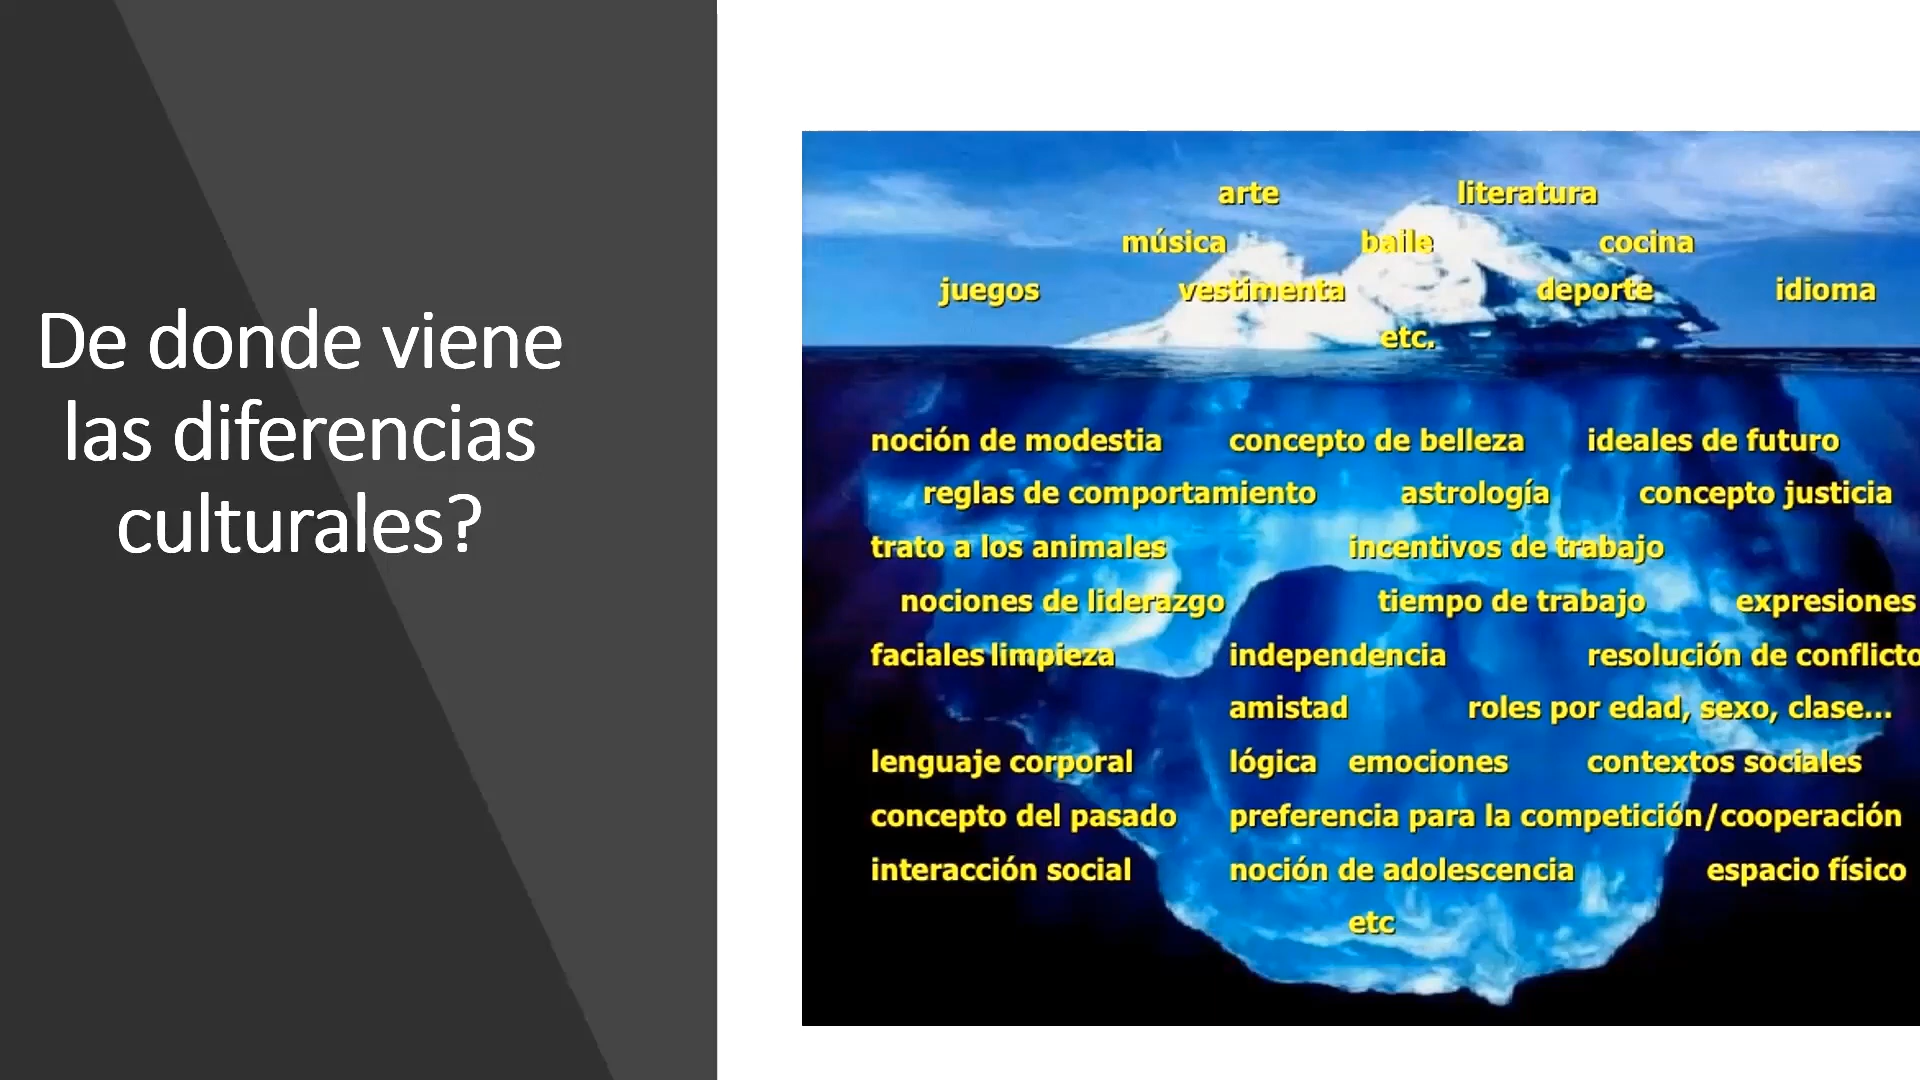 De donde viene
las diferencias
culturales?
arte literatura
música baile cocina
juegos vestimenta deporte idioma
etc.
noción de modestia concepto de belleza ideales de futuro
reglas de comportamiento astrología concepto justicia
trato a los animales incentivos de trabajo
nociones de liderazgo tiempo de trabajo expresiones
faciales limpieza independencia resolución de conflicto
amistad roles por edad, sexo, clase...
lenguaje corporal lógica emociones contextos sociales
concepto del pasado preferencia para la competición/cooperación
interacción social noción de adolescencia espacio físico
etc